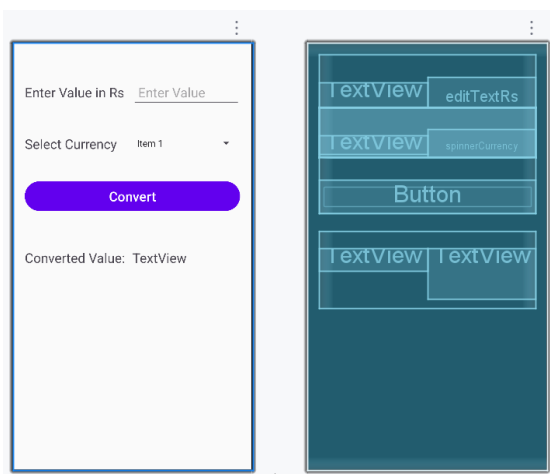 Enter Value in Rs Enter Value
Select Currency Item 1
Convert
Converted Value: TextView
TextView editTextRs
TextView spinnerCurrency
Button
TextView TextView